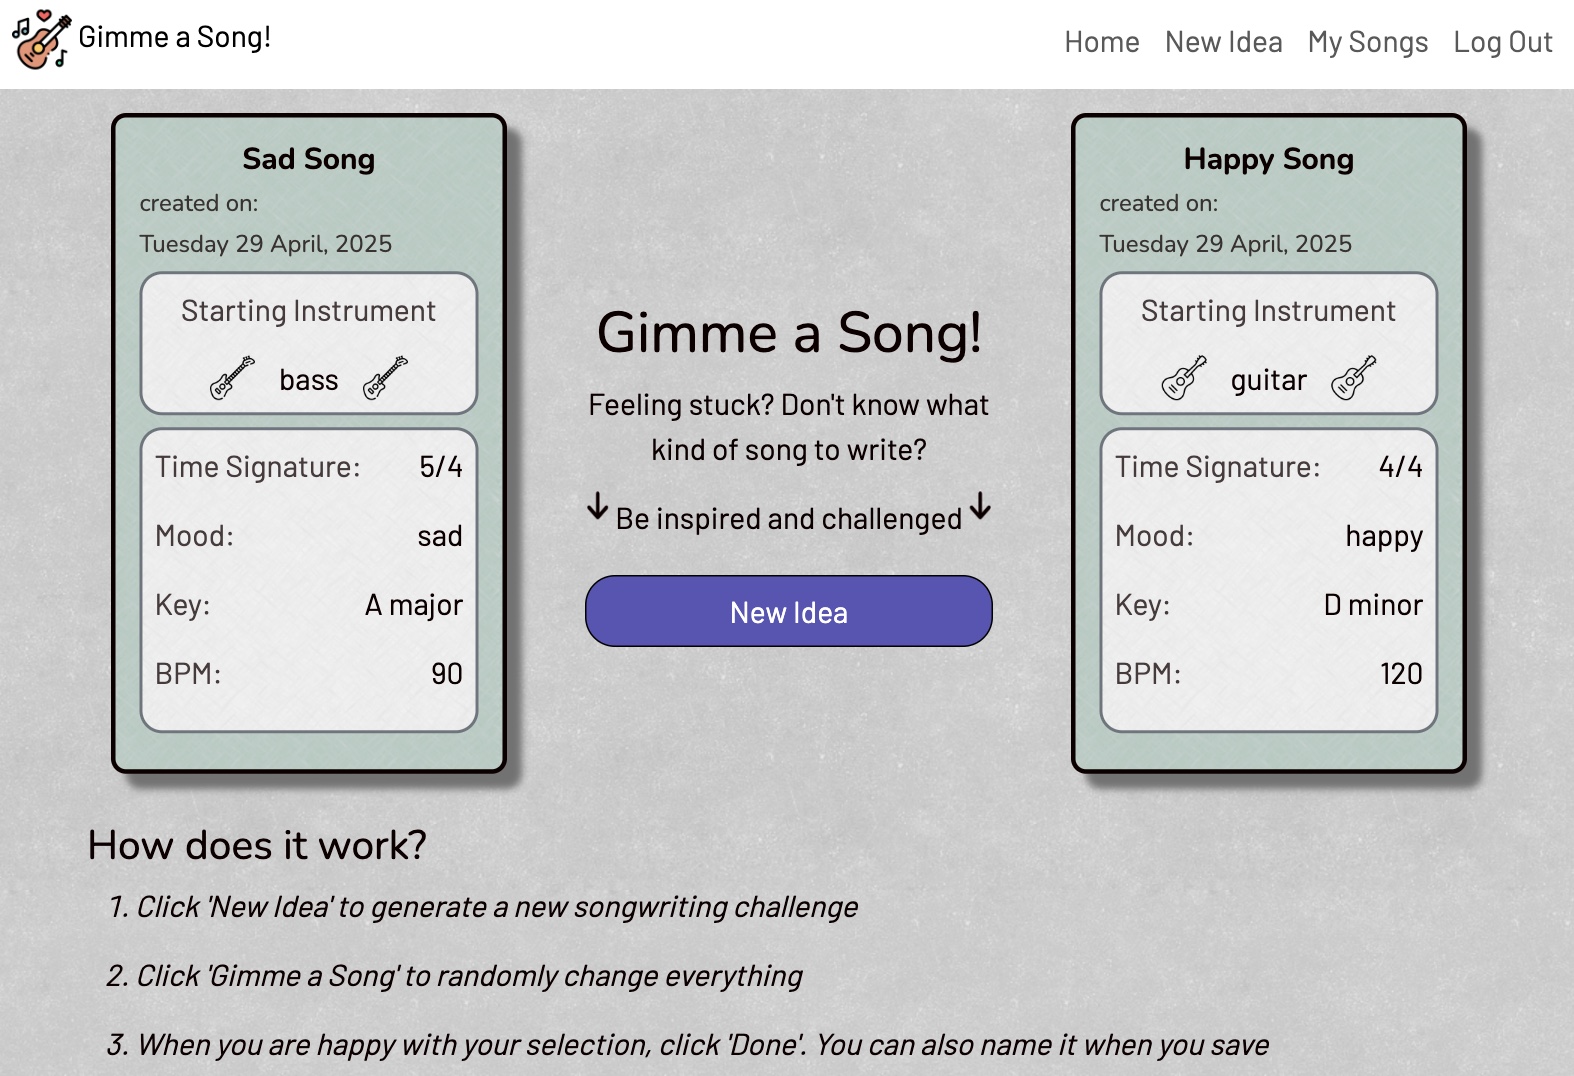 Gimme a Song!
Home New Idea My Songs Log Out
Sad Song
created on:
Tuesday 29 April, 2025
Starting Instrument
bass
Time Signature: 5/4
Mood: sad
Key: A major
BPM: 90
Gimme a Song!
Feeling stuck? Don't know what
kind of song to write?
↓ Be inspired and challenged ↓
New Idea
Happy Song
created on:
Tuesday 29 April, 2025
Starting Instrument
guitar
Time Signature: 4/4
Mood: happy
Key: D minor
BPM: 120
How does it work?
1. Click 'New Idea' to generate a new songwriting challenge
2. Click 'Gimme a Song' to randomly change everything
3. When you are happy with your selection, click 'Done'. You can also name it when you save